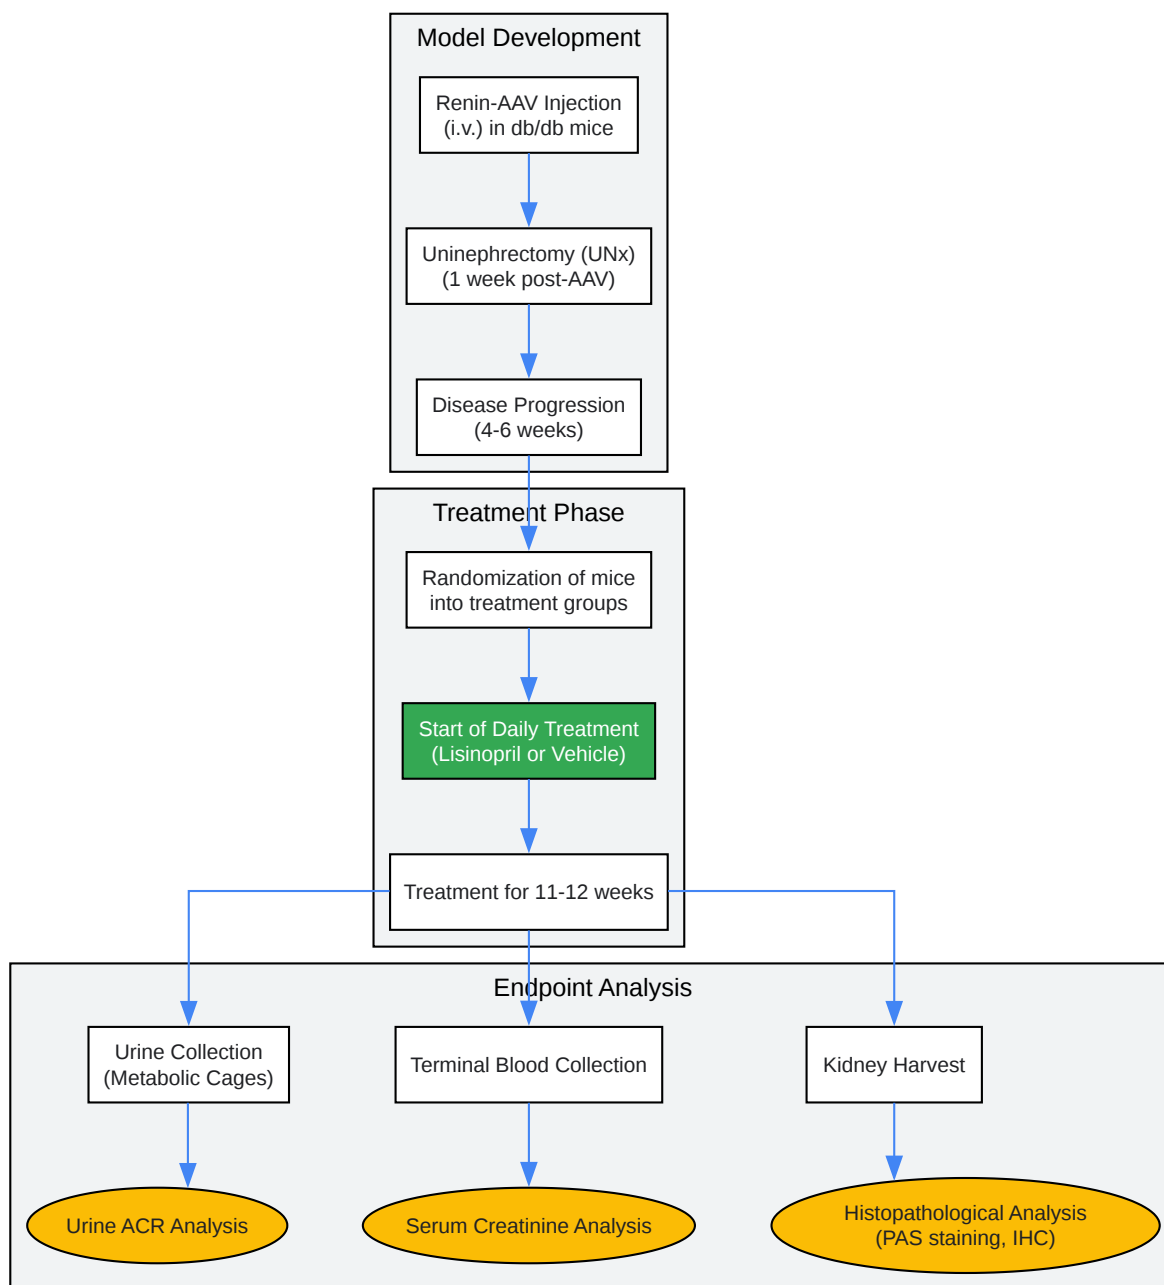 Model Development
Renin-AAV Injection
(i.v.) in db/db mice
Uninephrectomy (UNx)
(1 week post-AAV)
Disease Progression
(4-6 weeks)
Treatment Phase
Randomization of mice
into treatment groups
Start of Daily Treatment
(Lisinopril or Vehicle)
Treatment for 11-12 weeks
Endpoint Analysis
Urine Collection
(Metabolic Cages)
Terminal Blood Collection
Kidney Harvest
Urine ACR Analysis
Serum Creatinine Analysis
Histopathological Analysis
(PAS staining, IHC)